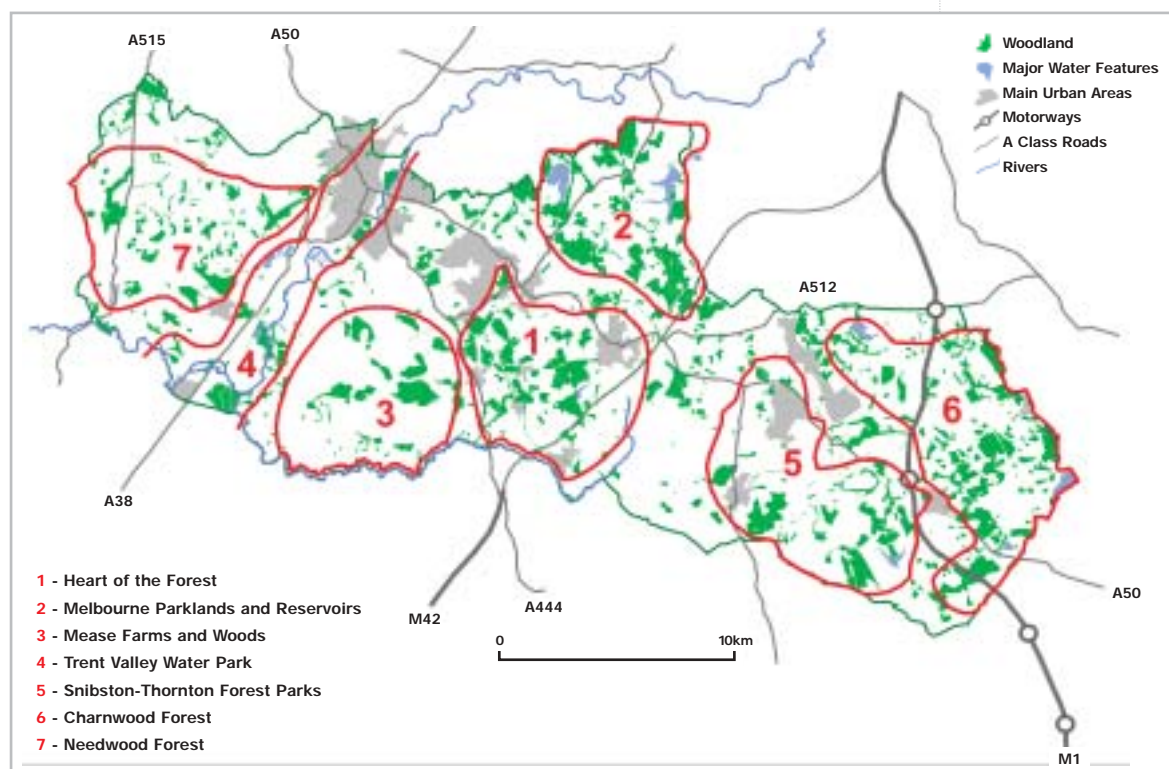 A515
A50
Woodland
Major Water Features
Main Urban Areas
Motorways
A Class Roads
Rivers
2
7
A512
1
4
3
6
5
A38
1 - Heart of the Forest
2 - Melbourne Parklands and Reservoirs
3 - Mease Farms and Woods
4 - Trent Valley Water Park
5 - Snibston-Thornton Forest Parks
6 - Charnwood Forest
7 - Needwood Forest
M42
A444
A50
0 10km
M1